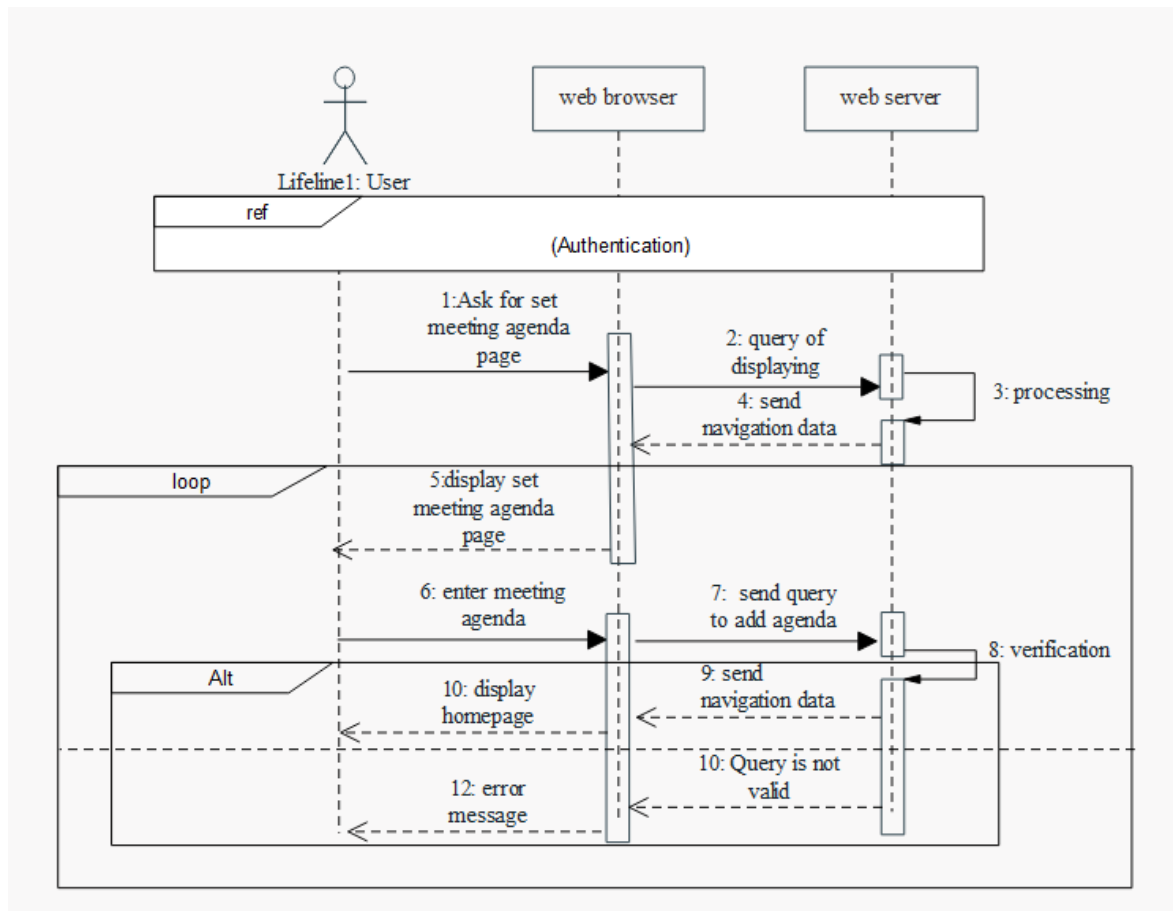 web browser
web server
Lifeline1: User
ref
(Authentication)
1:Ask for set
meeting agenda
page
2: query of
displaying
3: processing
4: send
navigation data
loop
5:display set
meeting agenda
page
6: enter meeting
agenda
7:  send query
to add agenda
8: verification
Alt
9: send
navigation data
10: display
homepage
10: Query is not
valid
12: error
message